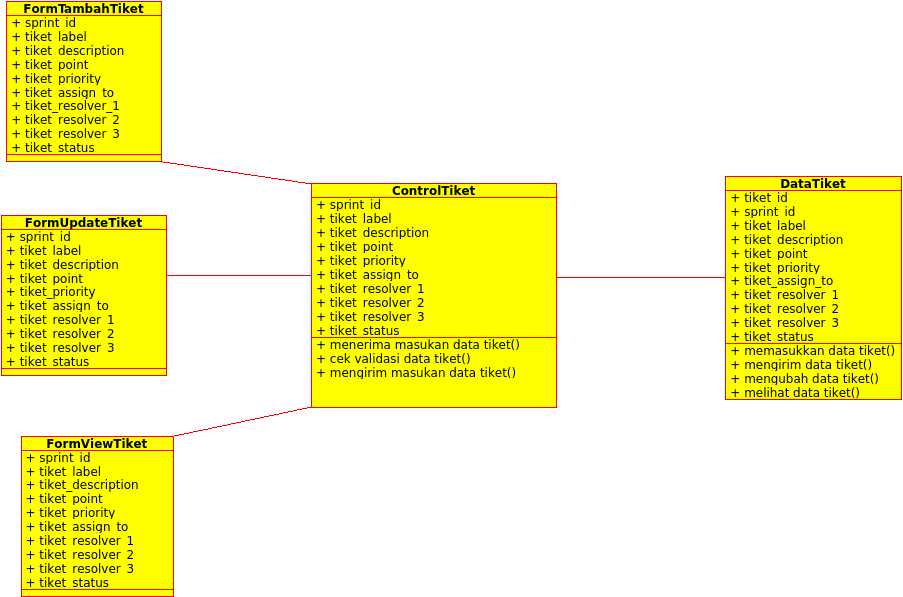 FormTambahTiket
+ sprint_id
+ tiket_label
+ tiket_description
+ tiket_point
+ tiket_priority
+ tiket_assign_to
+ tiket_resolver_1
+ tiket_resolver_2
+ tiket_resolver_3
+ tiket_status
FormUpdateTiket
+ sprint_id
+ tiket_label
+ tiket_description
+ tiket_point
+ tiket_priority
+ tiket_assign_to
+ tiket_resolver_1
+ tiket_resolver_2
+ tiket_resolver_3
+ tiket_status
FormViewTiket
+ sprint_id
+ tiket_label
+ tiket_description
+ tiket_point
+ tiket_priority
+ tiket_assign_to
+ tiket_resolver_1
+ tiket_resolver_2
+ tiket_resolver_3
+ tiket_status
ControlTiket
+ sprint_id
+ tiket_label
+ tiket_description
+ tiket_point
+ tiket_priority
+ tiket_assign_to
+ tiket_resolver_1
+ tiket_resolver_2
+ tiket_resolver_3
+ tiket_status
+ menerima masukan data tiket()
+ cek validasi data tiket()
+ mengirim masukan data tiket()
DataTiket
+ tiket_id
+ sprint_id
+ tiket_label
+ tiket_description
+ tiket_point
+ tiket_priority
+ tiket_assign_to
+ tiket_resolver_1
+ tiket_resolver_2
+ tiket_resolver_3
+ tiket_status
+ memasukkan data tiket()
+ mengirim data tiket()
+ mengubah data tiket()
+ melihat data tiket()